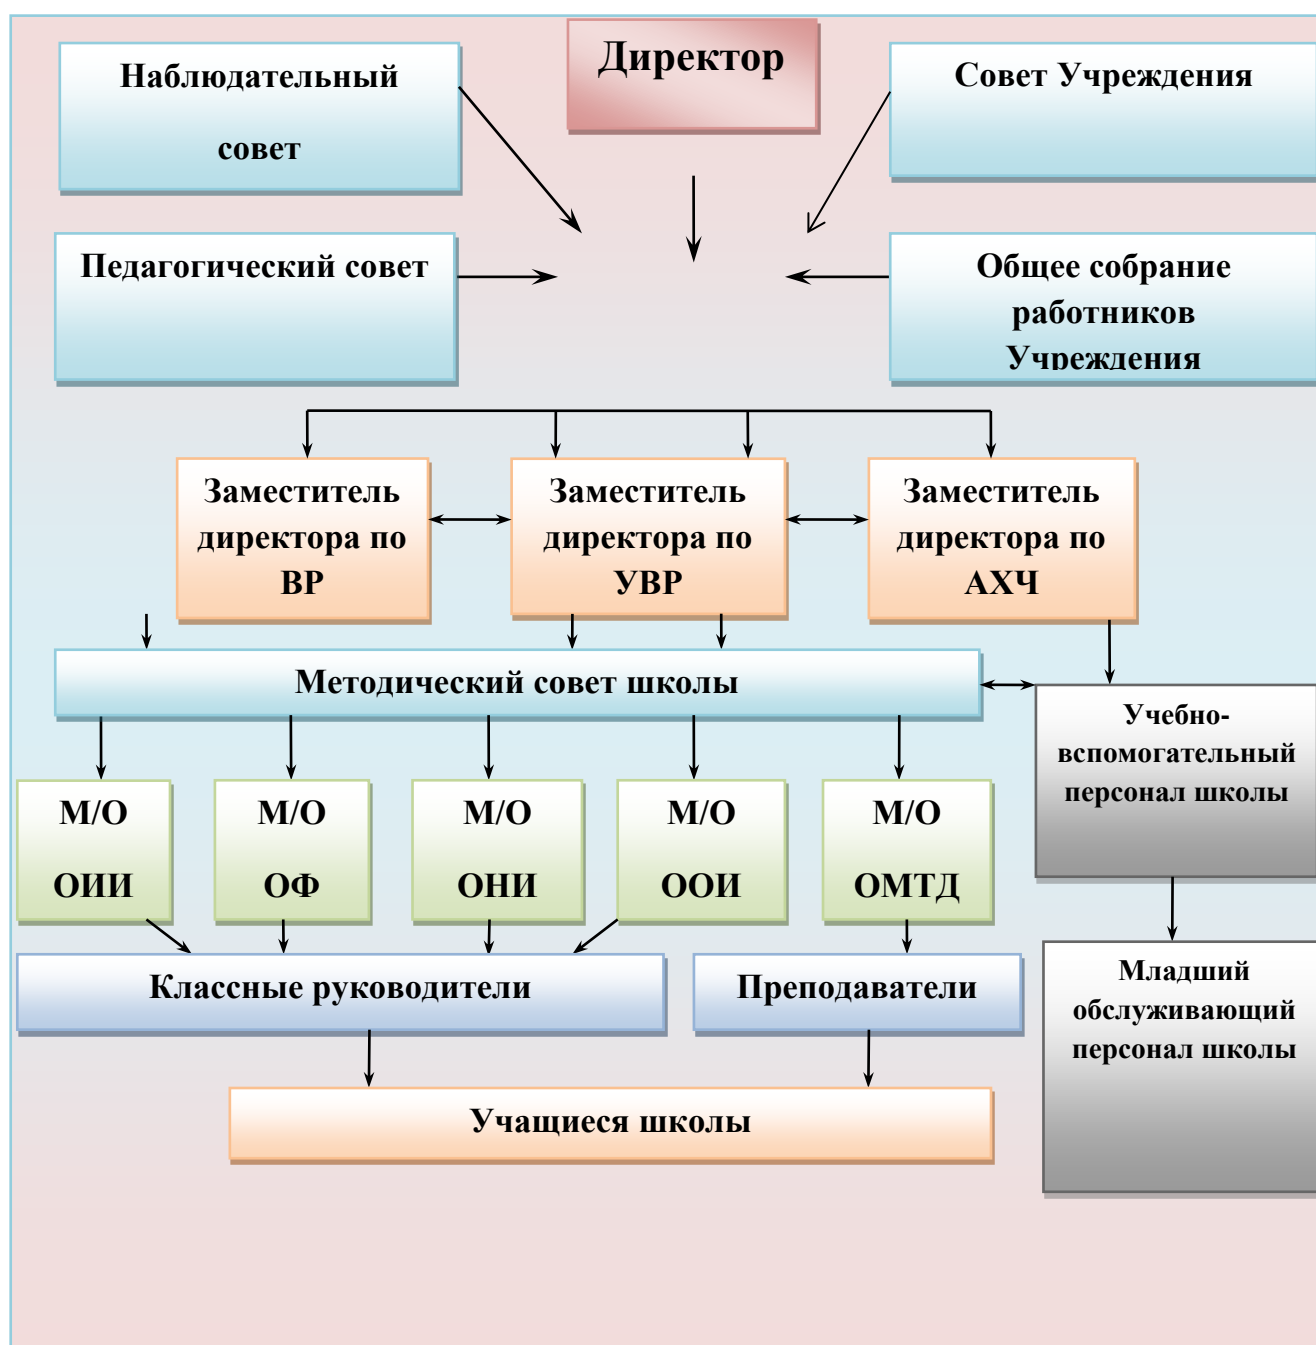 Директор
Наблюдательный
совет
Совет Учреждения
Педагогический совет
Общее собрание
работников
Учреждения
Заместитель
директора по
ВР
Заместитель
директора по
УВР
Заместитель
директора по
АХЧ
Методический совет школы
Учебно-
вспомогательный
персонал школы
М/О
ОИИ
М/О
ОФ
М/О
ОНИ
М/О
ООИ
М/О
ОМТД
Классные руководители
Преподаватели
Младший
обслуживающий
персонал школы
Учащиеся школы